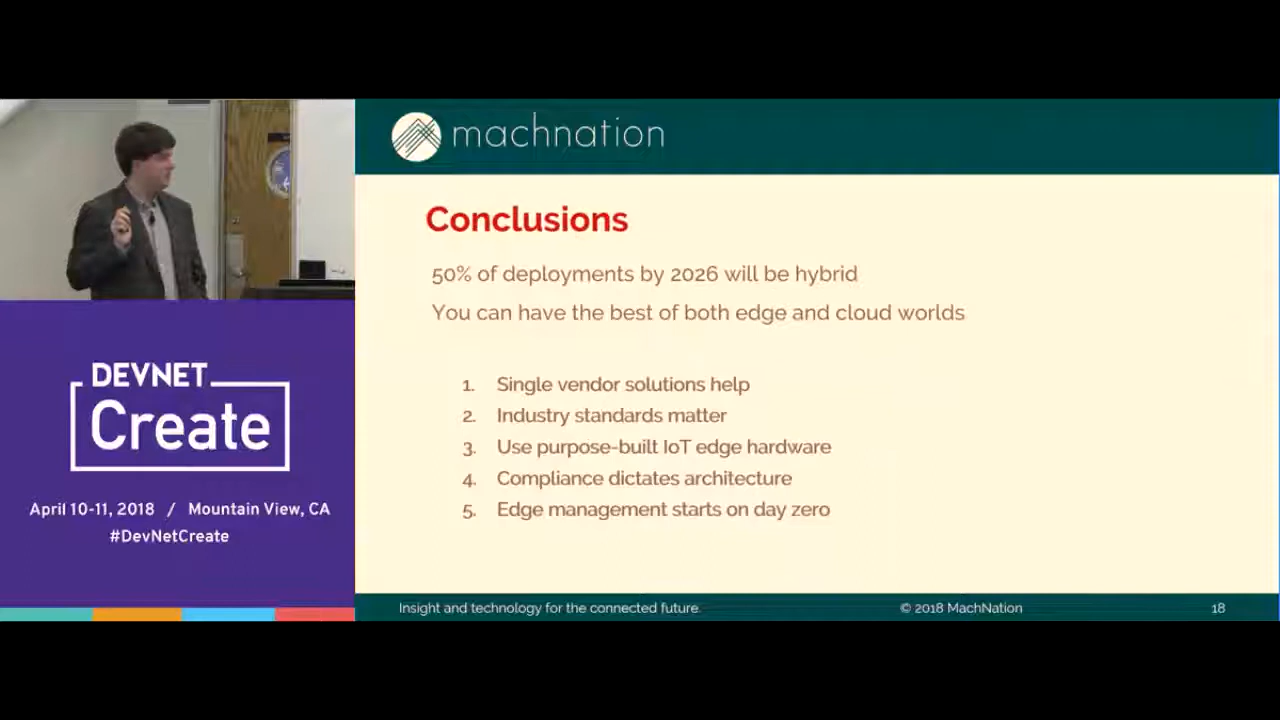 machnation
Conclusions
50% of deployments by 2026 will be hybrid
You can have the best of both edge and cloud worlds
1. Single vendor solutions help
2. Industry standards matter
3. Use purpose-built IoT edge hardware
4. Compliance dictates architecture
5. Edge management starts on day zero
Insight and technology for the connected future.
© 2018 MachNation
18
DEVNET
Create
April 10-11, 2018 / Mountain View, CA
#DevNetCreate